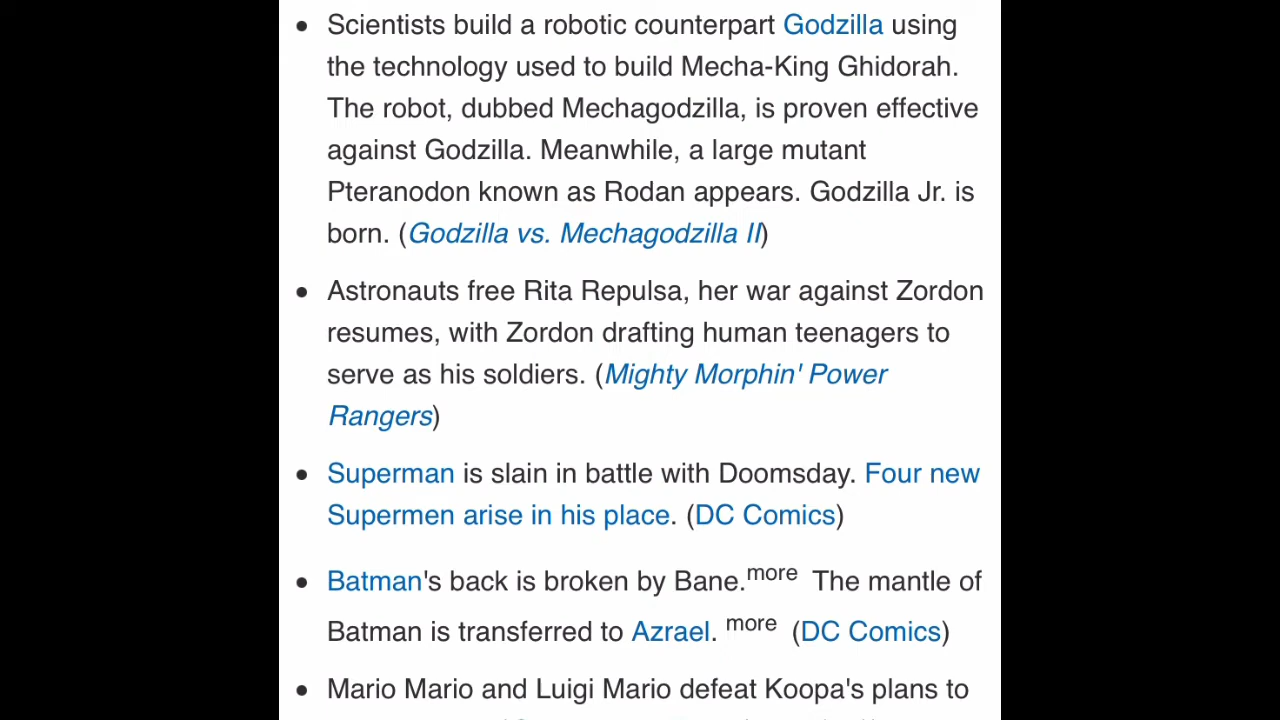 • Scientists build a robotic counterpart Godzilla using
the technology used to build Mecha-King Ghidorah.
The robot, dubbed Mechagodzilla, is proven effective
against Godzilla. Meanwhile, a large mutant
Pteranodon known as Rodan appears. Godzilla Jr. is
born. (Godzilla vs. Mechagodzilla II)
• Astronauts free Rita Repulsa, her war against Zordon
resumes, with Zordon drafting human teenagers to
serve as his soldiers. (Mighty Morphin' Power
Rangers)
• Superman is slain in battle with Doomsday. Four new
Supermen arise in his place. (DC Comics)
• Batman's back is broken by Bane.more The mantle of
Batman is transferred to Azrael. more (DC Comics)
• Mario Mario and Luigi Mario defeat Koopa's plans to